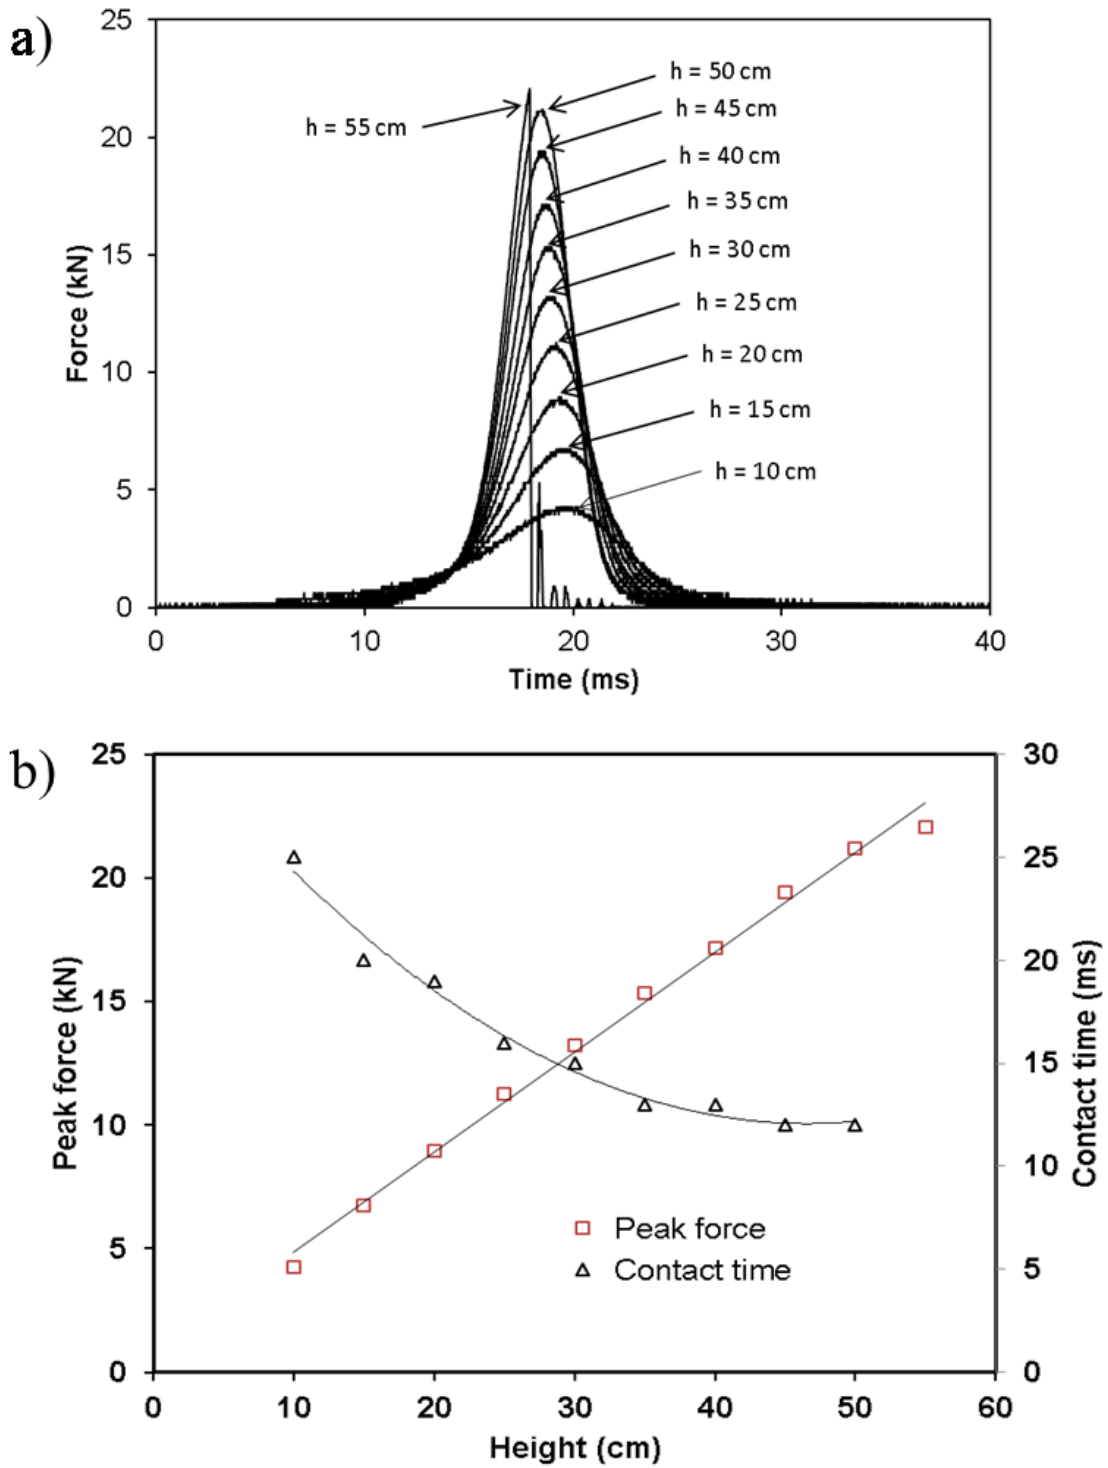 a)
25
20
15
10
5
0
Force (kN)
h = 55 cm
h = 50 cm
h = 45 cm
h = 40 cm
h = 35 cm
h = 30 cm
h = 25 cm
h = 20 cm
h = 15 cm
h = 10 cm
0 10 20 30 40
Time (ms)
b)
25
20
15
10
5
0
Peak force (kN)
30
25
20
15
10
5
0
Contact time (ms)
Peak force
Contact time
0 10 20 30 40 50 60
Height (cm)